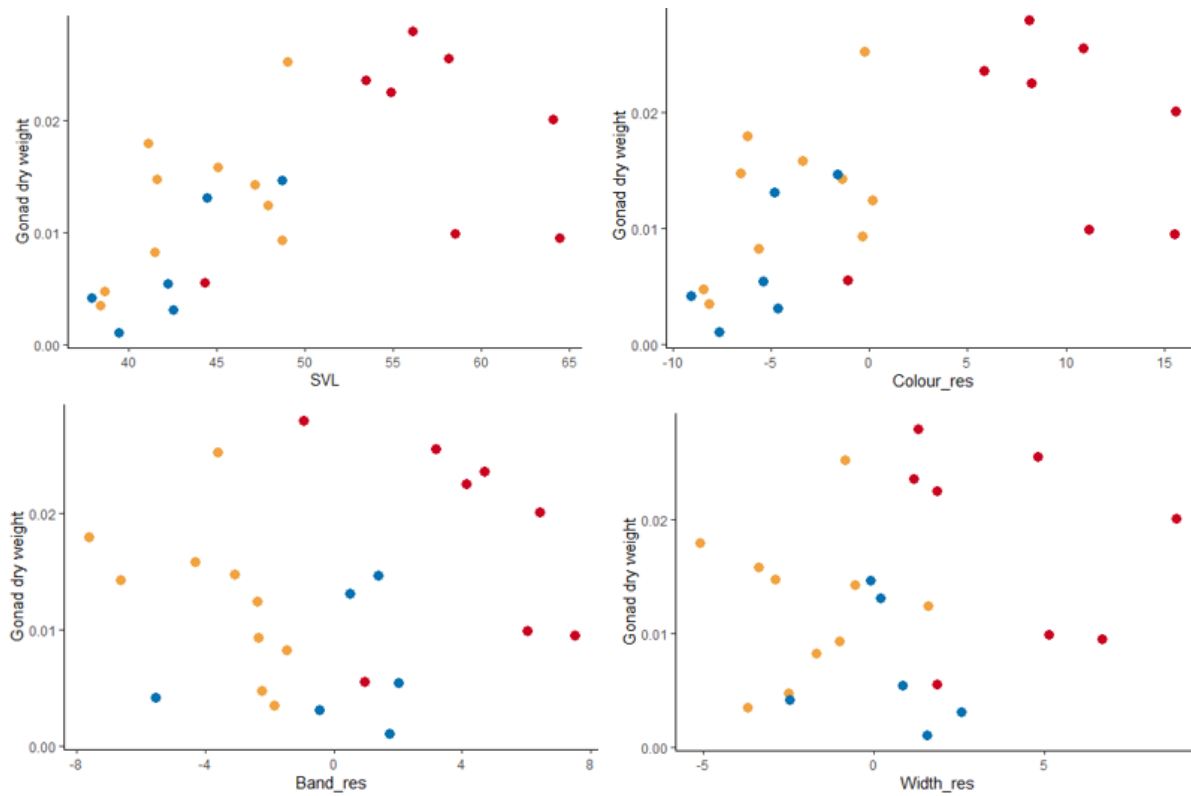 Gonad dry weight
0.02
0.01
0.00
40 45 50 55 60 65
SVL
Gonad dry weight
0.02
0.01
0.00
-10 -5 0 5 10 15
Colour_res
Gonad dry weight
0.02
0.01
0.00
-8 -4 0 4 8
Band_res
Gonad dry weight
0.02
0.01
0.00
-5 0 5
Width_res